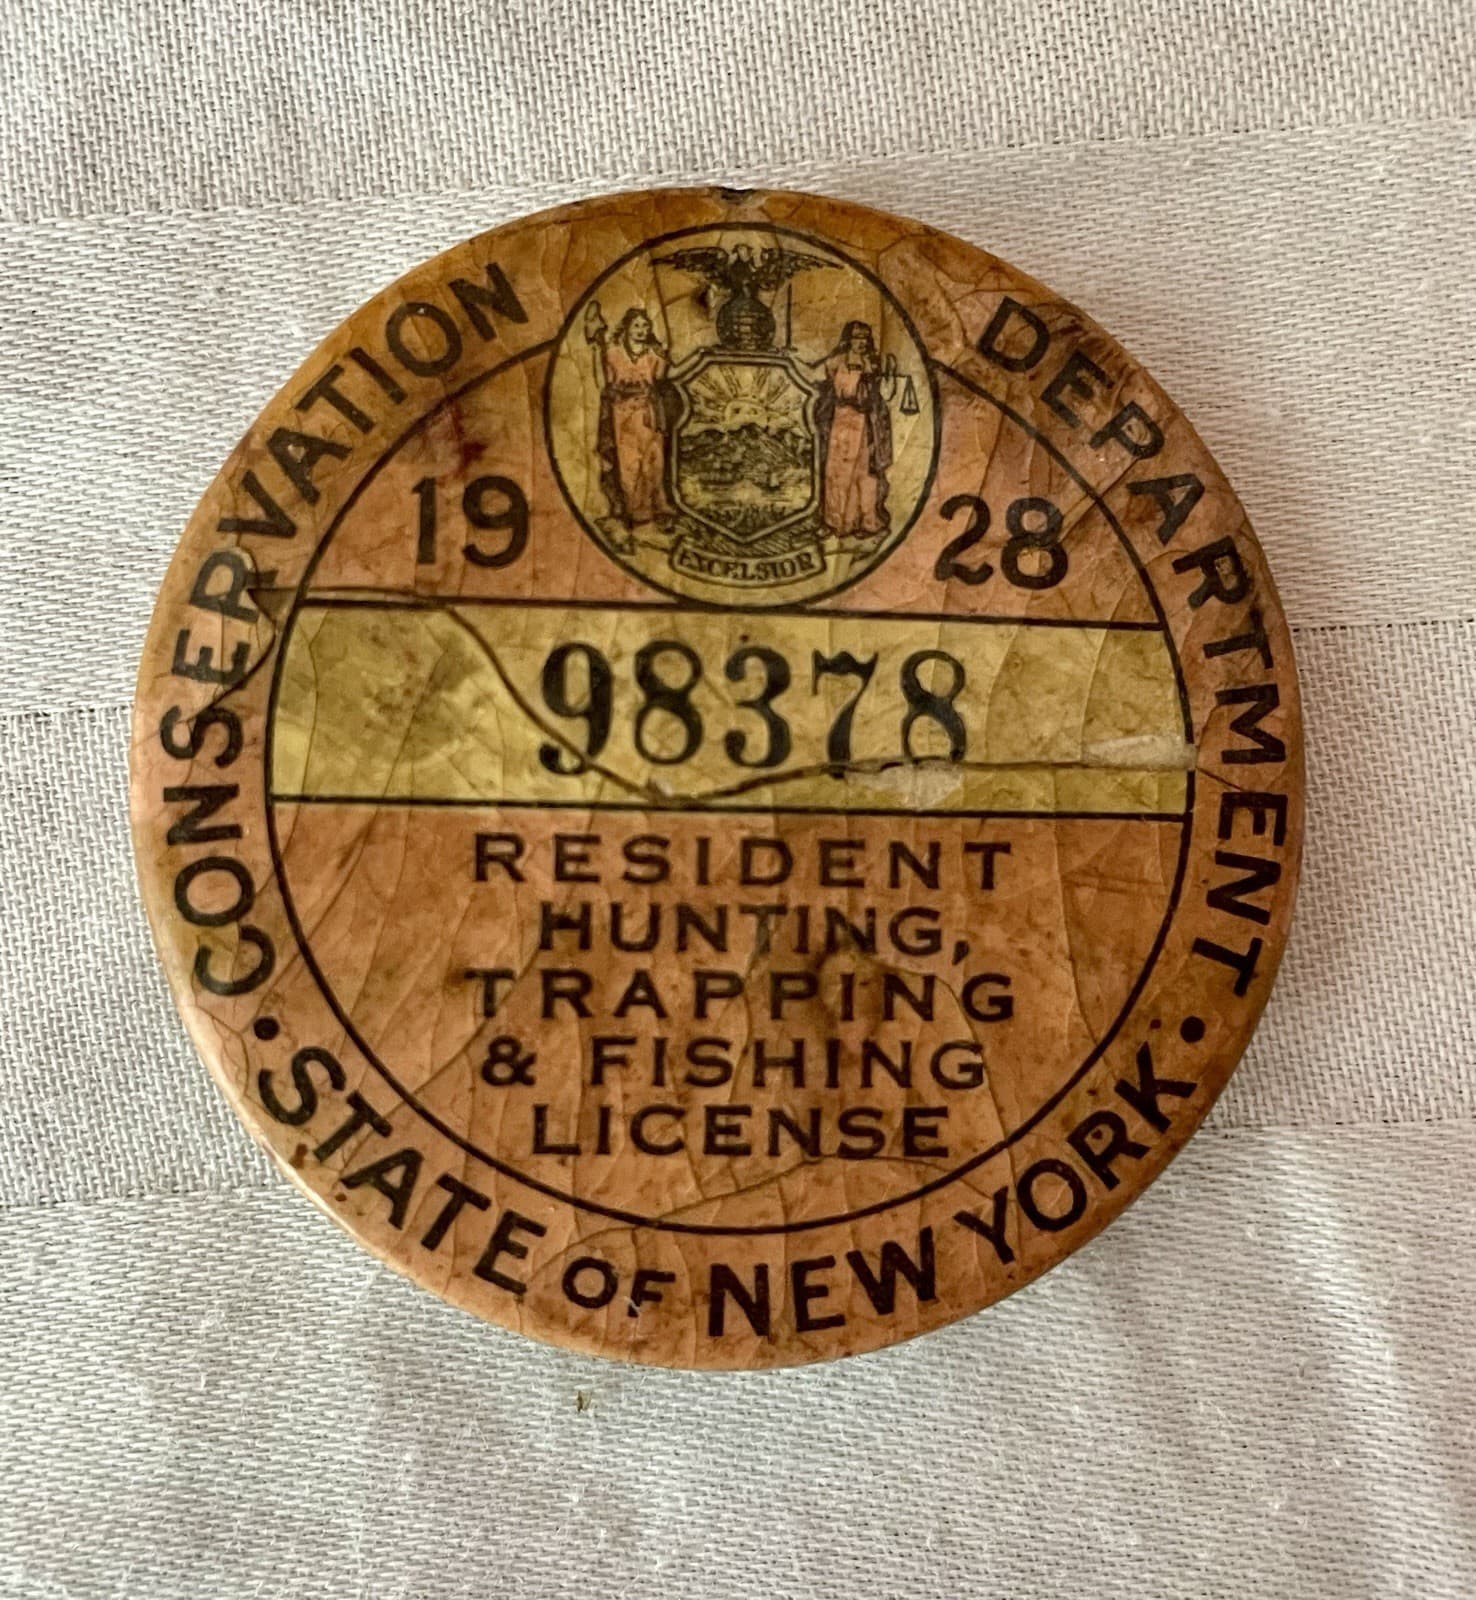 CONSERVATION DEPARTMENT
19 28
EXCELSIOR
98378
RESIDENT
HUNTING,
TRAPPING
& FISHING
LICENSE
• STATE OF NEW YORK •